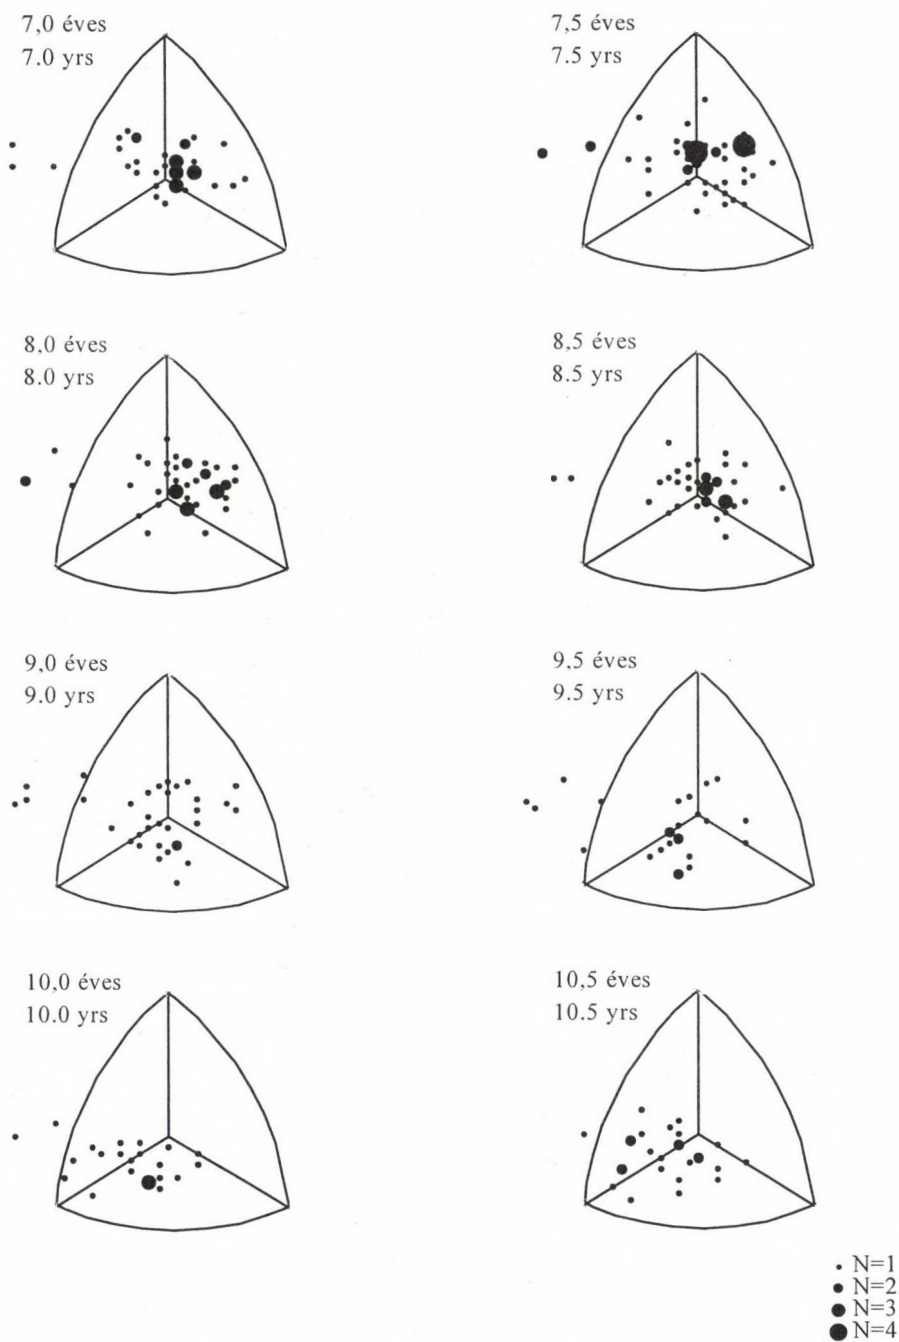 7,0 éves
7.0 yrs
7,5 éves
7.5 yrs
8,0 éves
8.0 yrs
8,5 éves
8.5 yrs
9,0 éves
9.0 yrs
9,5 éves
9.5 yrs
10,0 éves
10.0 yrs
10,5 éves
10.5 yrs
N=1
N=2
N=3
N=4